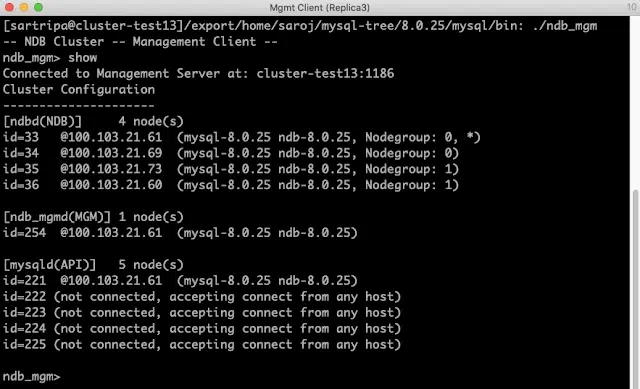 Mgmt Client (Replica3)
[sartripa@cluster-test13]/export/home/saroj/mysql-tree/8.0.25/mysql/bin: ./ndb_mgm
-- NDB Cluster -- Management Client --
ndb_mgm> show
Connected to Management Server at: cluster-test13:1186
Cluster Configuration
---------------------
[ndbd(NDB)]     4 node(s)
id=33   @100.103.21.61  (mysql-8.0.25 ndb-8.0.25, Nodegroup: 0, *)
id=34   @100.103.21.69  (mysql-8.0.25 ndb-8.0.25, Nodegroup: 0)
id=35   @100.103.21.73  (mysql-8.0.25 ndb-8.0.25, Nodegroup: 1)
id=36   @100.103.21.60  (mysql-8.0.25 ndb-8.0.25, Nodegroup: 1)

[ndb_mgmd(MGM)] 1 node(s)
id=254  @100.103.21.61  (mysql-8.0.25 ndb-8.0.25)

[mysqld(API)]   5 node(s)
id=221  @100.103.21.61  (mysql-8.0.25 ndb-8.0.25)
id=222 (not connected, accepting connect from any host)
id=223 (not connected, accepting connect from any host)
id=224 (not connected, accepting connect from any host)
id=225 (not connected, accepting connect from any host)

ndb_mgm>